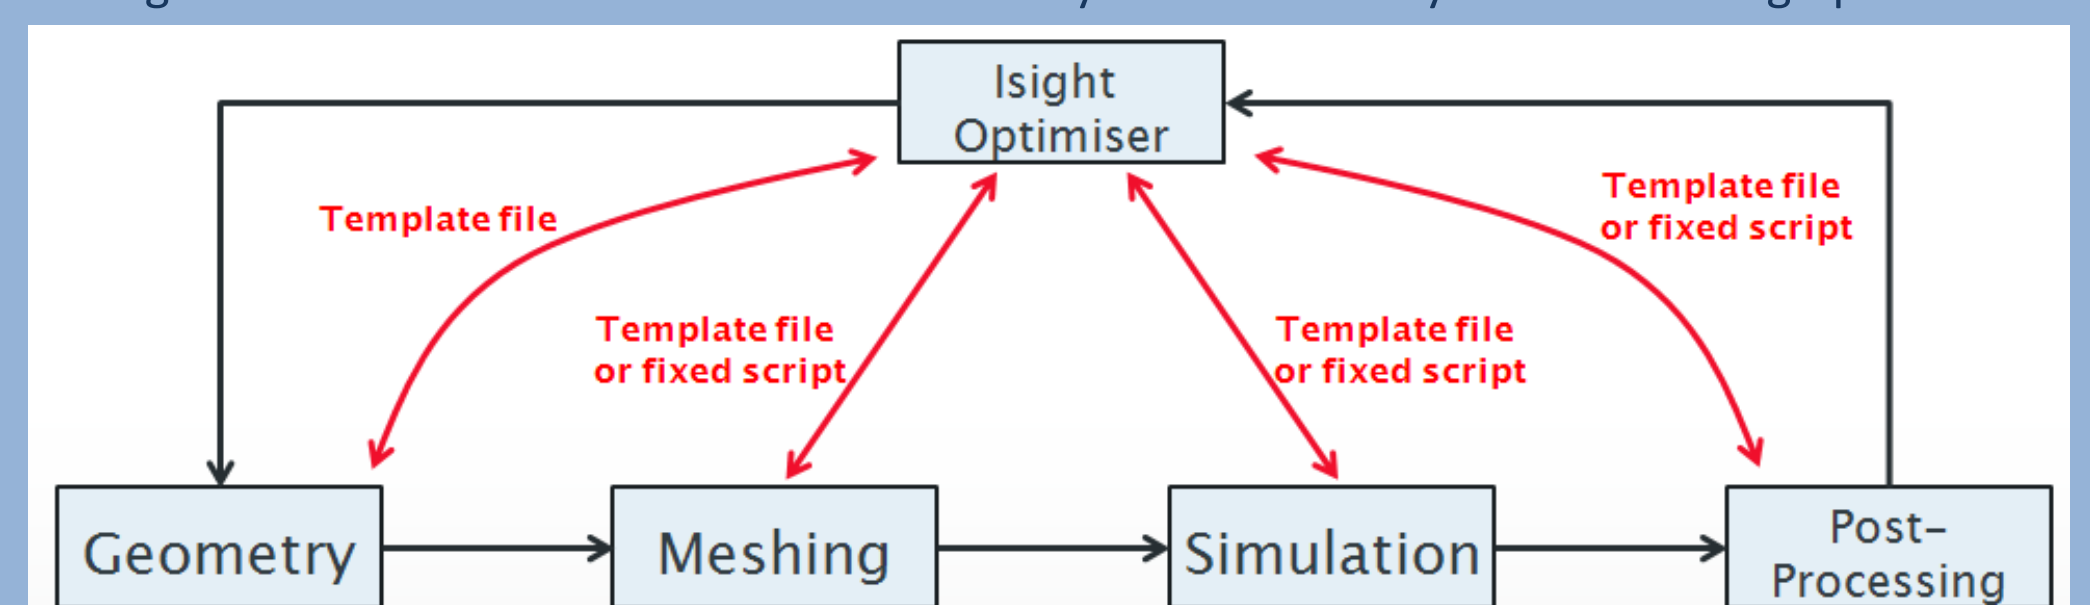 Isight
Optimiser
Template file
Template file
or fixed script
Template file
or fixed script
Template file
or fixed script
Geometry
Meshing
Simulation
Post-
Processing